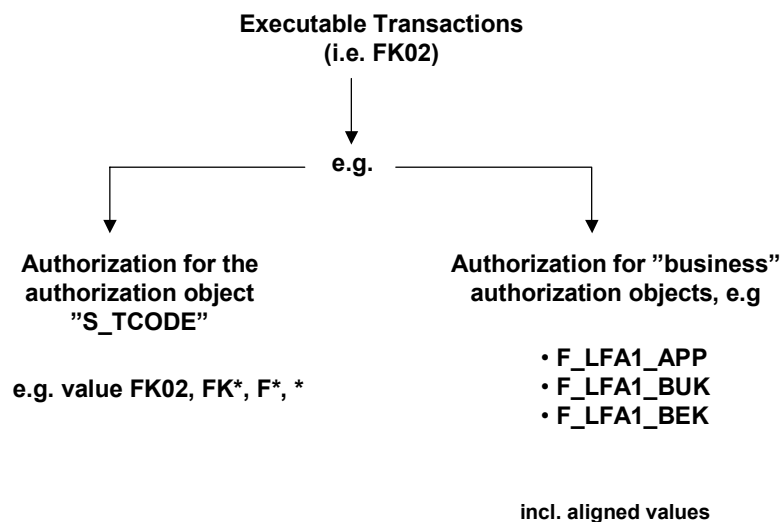 Executable Transactions
(i.e. FK02)
e.g.
Authorization for the
authorization object
”S_TCODE”
e.g. value FK02, FK*, F*, *
Authorization for ”business”
authorization objects, e.g
• F_LFA1_APP
• F_LFA1_BUK
• F_LFA1_BEK
incl. aligned values